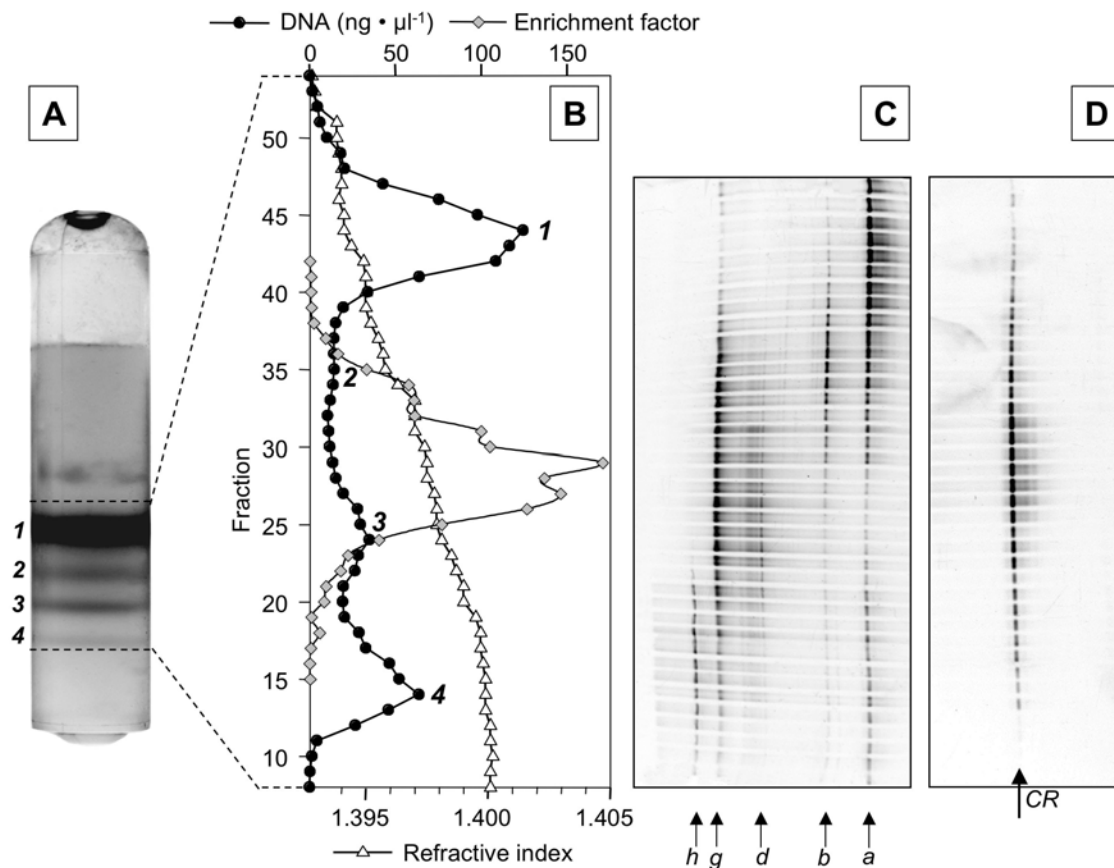 DNA (ng • µl⁻¹) Enrichment factor
0 50 100 150
A B C D
50
45
40
35
30
25
20
15
10
Fraction
1
2
3
4
1
2
3
4
1.395 1.400 1.405
Refractive index
h g d b a
CR